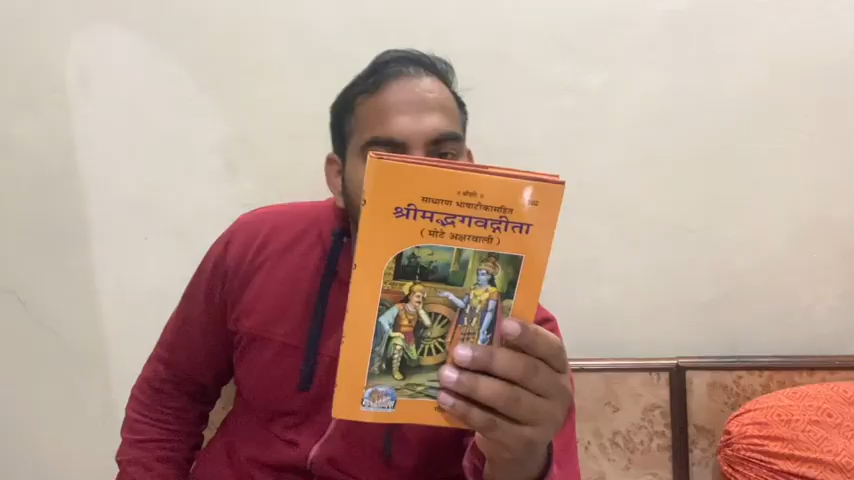 ॥ श्रीहरिः ॥
साधारण भाषाटीकासहित
श्रीमद्भगवद्गीता
( मोटे अक्षरवाली )